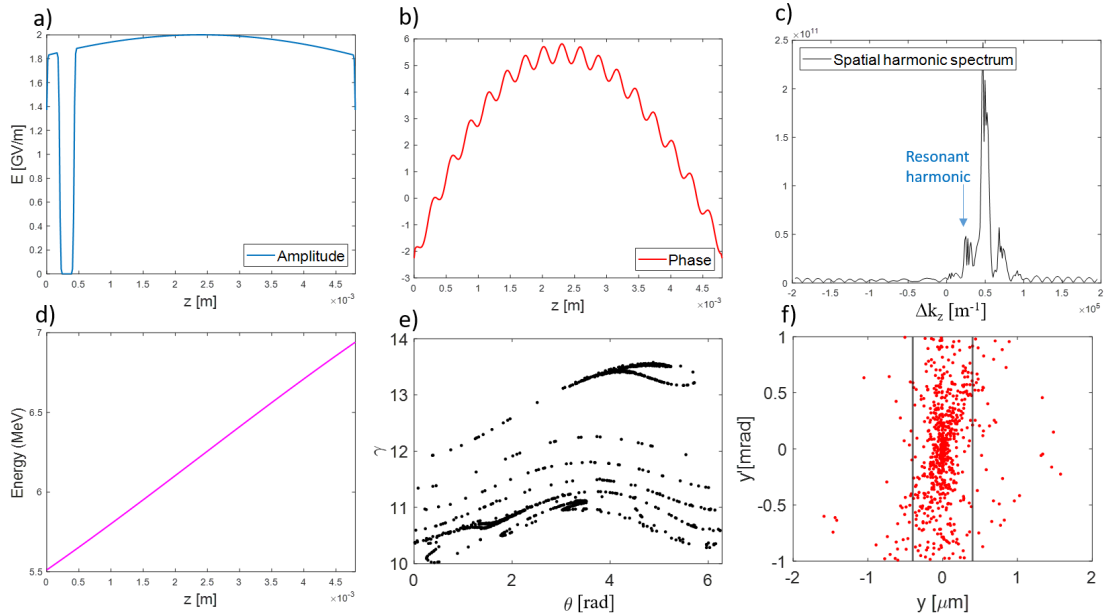 a)
E [GV/m]
2
1.8
1.6
1.4
1.2
1
0.8
0.6
0.4
0.2
0
Amplitude
0 0.5 1 1.5 2 2.5 3 3.5 4 4.5
z [m]
×10⁻³
b)
6
5
4
3
2
1
0
-1
-2
-3
Phase
0 0.5 1 1.5 2 2.5 3 3.5 4 4.5
z [m]
×10⁻³
c)
×10¹¹
2.5
2
1.5
1
0.5
0
Spatial harmonic spectrum
Resonant
harmonic
-2 -1.5 -1 -0.5 0 0.5 1 1.5 2
Δk_z [m⁻¹]
×10⁵
d)
Energy (MeV)
7
6.5
6
5.5
0 0.5 1 1.5 2 2.5 3 3.5 4 4.5
z [m]
×10⁻³
e)
γ
14
13
12
11
10
0 2 4 6
θ [rad]
f)
y'[mrad]
1
0.5
0
-0.5
-1
-2 -1 0 1 2
y [μm]